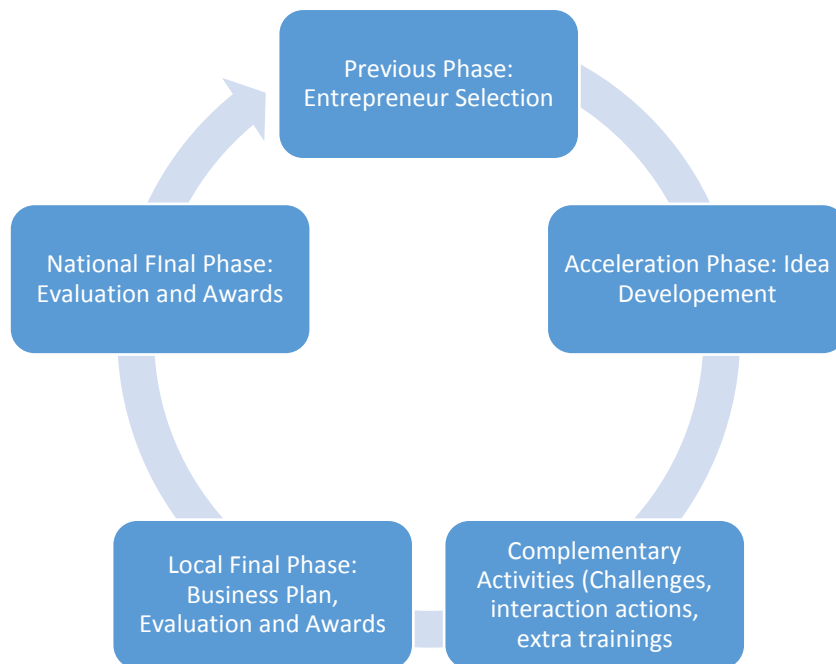 Previous Phase:
Entrepreneur Selection
Acceleration Phase: Idea
Developement
Complementary
Activities (Challenges,
interaction actions,
extra trainings
Local Final Phase:
Business Plan,
Evaluation and Awards
National FInal Phase:
Evaluation and Awards